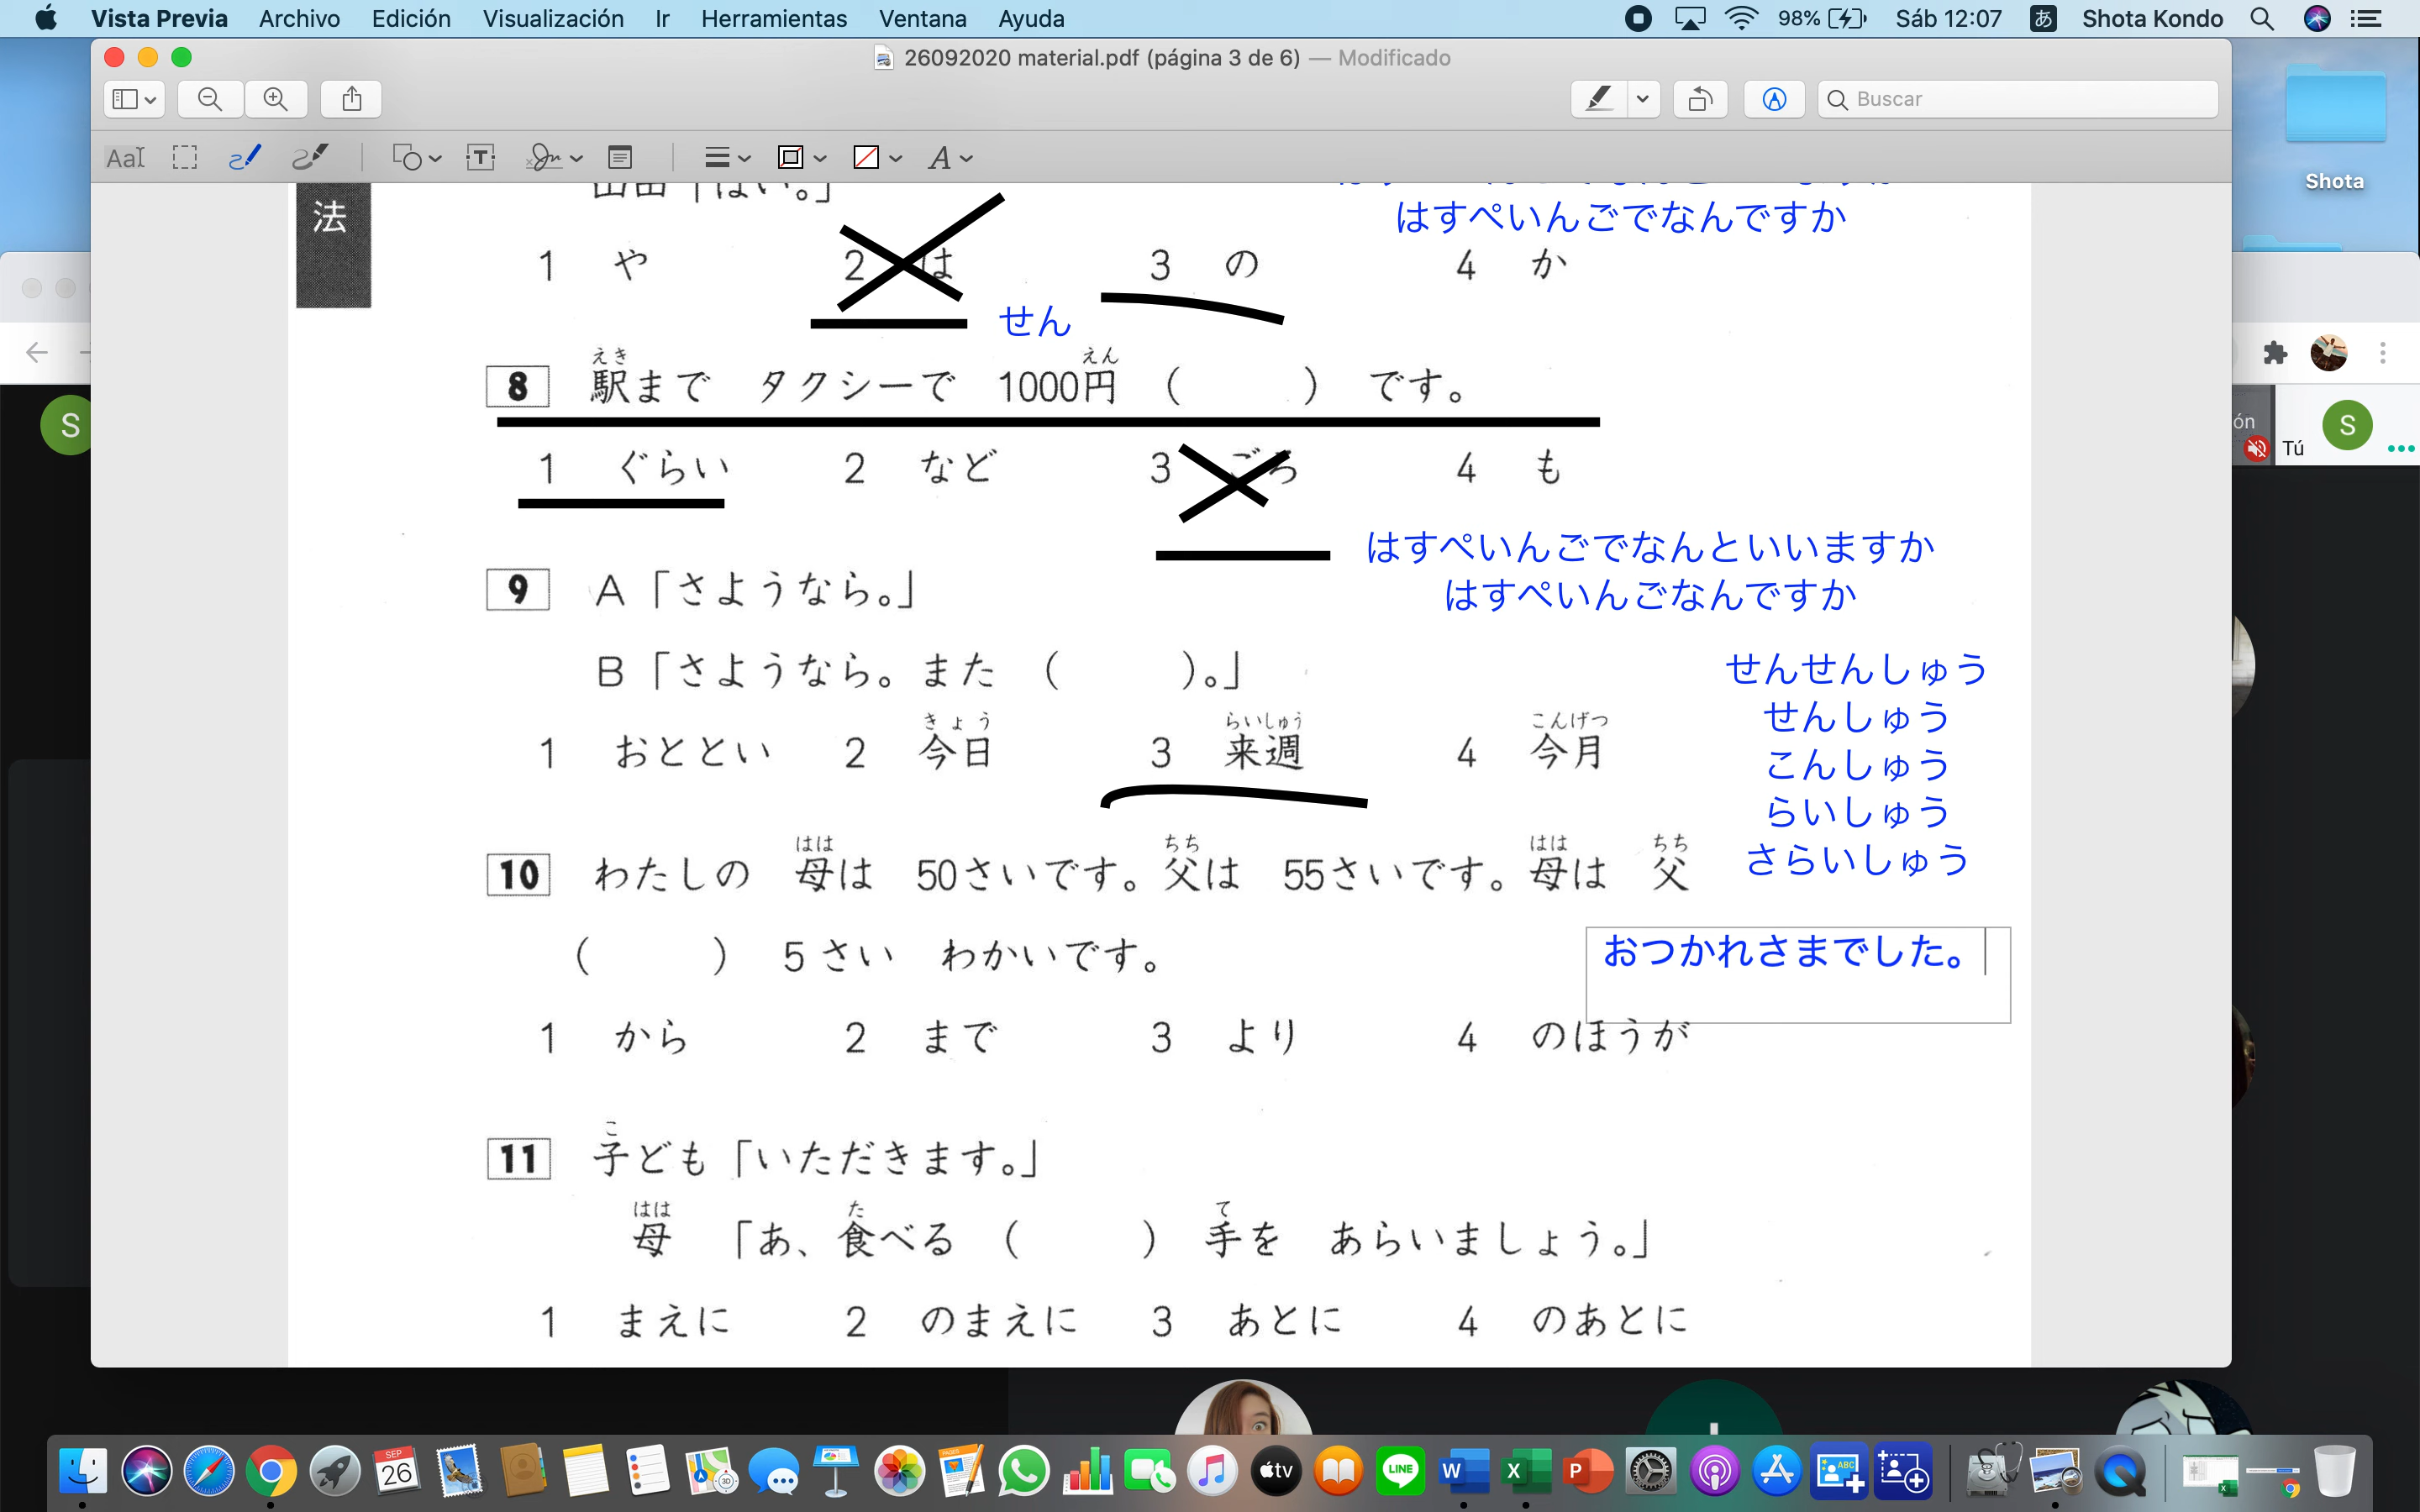 Vista Previa Archivo Edición Visualización Ir Herramientas Ventana Ayuda 98% Sáb 12:07 あ Shota Kondo
26092020 material.pdf (página 3 de 6) — Modificado
Buscar
Shota
法
はすぺいんごでなんですか
1 や 2 は 3 の 4 か
せん
えき えん
8 駅まで タクシーで 1000円 ( ) です。
1 ぐらい 2 など 3 ごろ 4 も
はすぺいんごでなんといいますか
はすぺいんごなんですか
9 A「さようなら。」
B「さようなら。また ( )。」
きょう らいしゅう こんげつ
1 おととい 2 今日 3 来週 4 今月
せんせんしゅう
せんしゅう
こんしゅう
らいしゅう
さらいしゅう
はは ちち はは ちち
10 わたしの 母は 50さいです。父は 55さいです。母は 父
( ) 5さい わかいです。
おつかれさまでした。
1 から 2 まで 3 より 4 のほうが
こ
11 子ども「いただきます。」
はは た て
母 「あ、食べる ( ) 手を あらいましょう。」
1 まえに 2 のまえに 3 あとに 4 のあとに
S
ón
Tú
S
SEP
26
PAGES
3D
tv
LINE
W
X
P
ABC